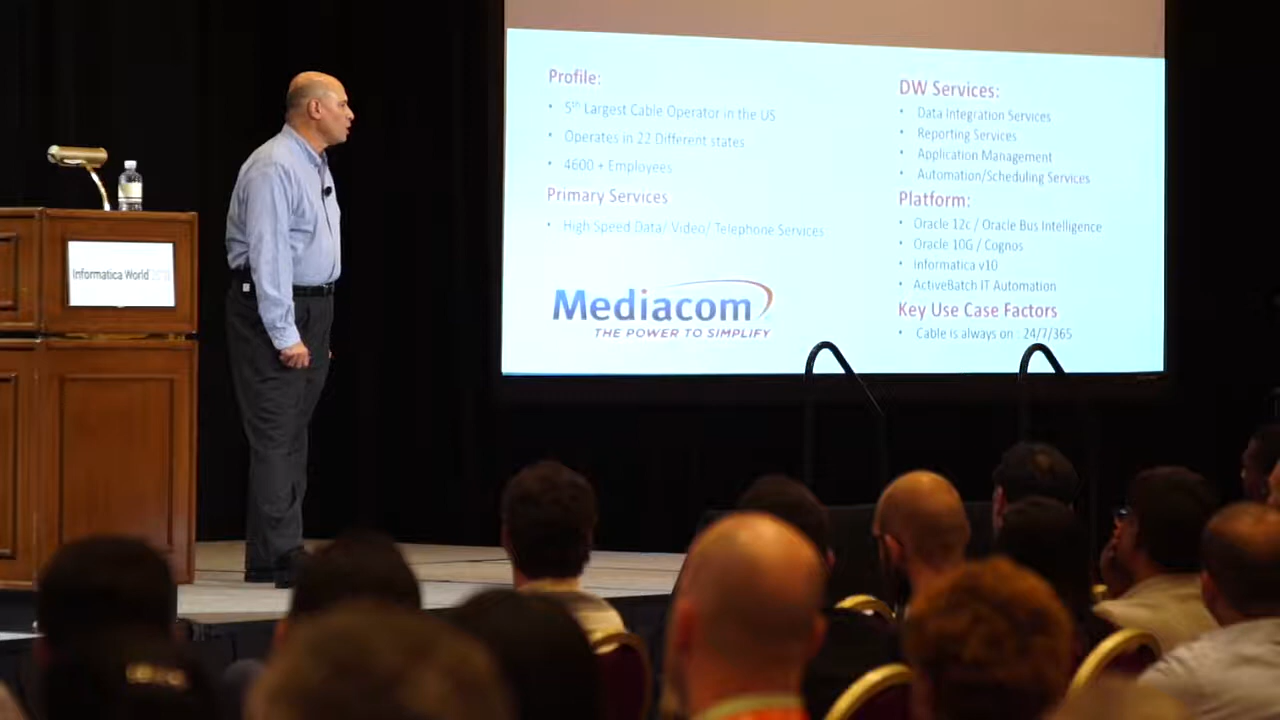 Informatica World
Profile:
• 5th Largest Cable Operator in the US
• Operates in 22 Different states
• 4600 + Employees
Primary Services
• High Speed Data/ Video/ Telephone Services
Mediacom
THE POWER TO SIMPLIFY
DW Services:
• Data Integration Services
• Reporting Services
• Application Management
• Automation/Scheduling Services
Platform:
• Oracle 12c / Oracle Bus Intelligence
• Oracle 10G / Cognos
• Informatica v10
• ActiveBatch IT Automation
Key Use Case Factors
• Cable is always on : 24/7/365